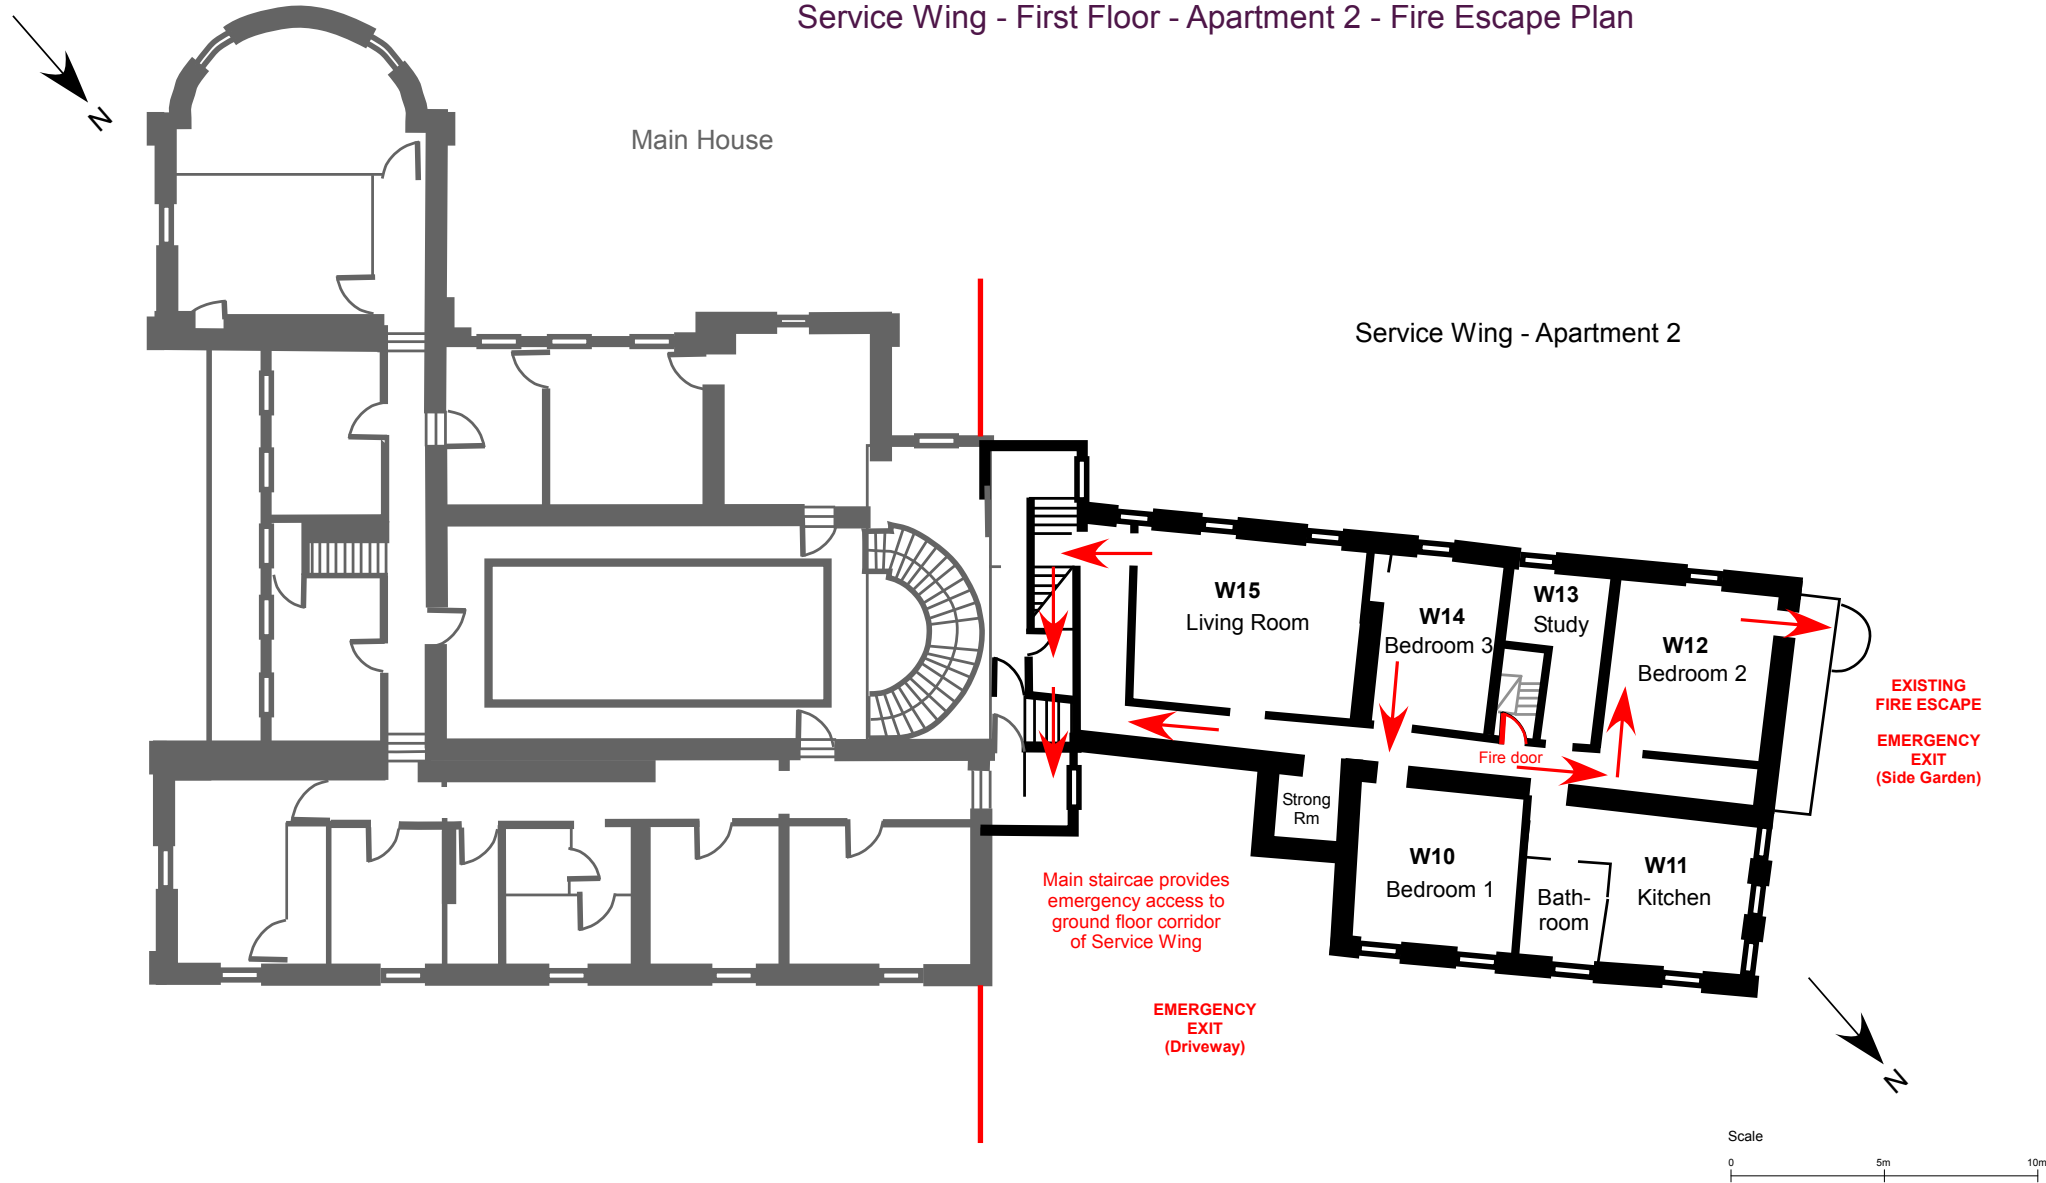 Service Wing - First Floor - Apartment 2 - Fire Escape Plan
N
Main House
Service Wing - Apartment 2
W15
Living Room
W14
Bedroom 3
W13
Study
W12
Bedroom 2
EXISTING
FIRE ESCAPE
EMERGENCY
EXIT
(Side Garden)
Fire door
Strong
Rm
W10
Bedroom 1
W11
Kitchen
Bath-
room
Main staircae provides
emergency access to
ground floor corridor
of Service Wing
EMERGENCY
EXIT
(Driveway)
N
Scale
0 5m 10m